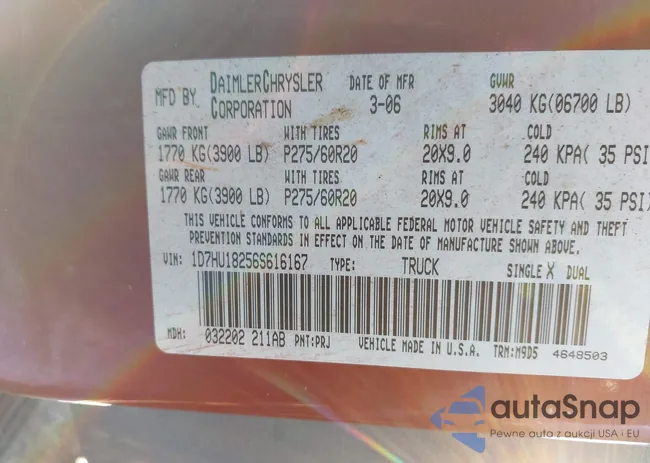 MFD BY DAIMLERCHRYSLER CORPORATION DATE OF MFR 3-06 GVWR 3040 KG(06700 LB)
GAWR FRONT WITH TIRES RIMS AT COLD
1770 KG(3900 LB) P275/60R20 20X9.0 240 KPA( 35 PSI
GAWR REAR WITH TIRES RIMS AT COLD
1770 KG(3900 LB) P275/60R20 20X9.0 240 KPA( 35 PSI)
THIS VEHICLE CONFORMS TO ALL APPLICABLE FEDERAL MOTOR VEHICLE SAFETY AND THEFT
PREVENTION STANDARDS IN EFFECT ON THE DATE OF MANUFACTURE SHOWN ABOVE.
VIN: 1D7HU18256S616167 TYPE: TRUCK SINGLE X DUAL
MDH: 032202 211AB PNT:PRJ VEHICLE MADE IN U.S.A. TRM:M9D5 4648503
autaSnap
Pewne auta z aukcji USA i EU